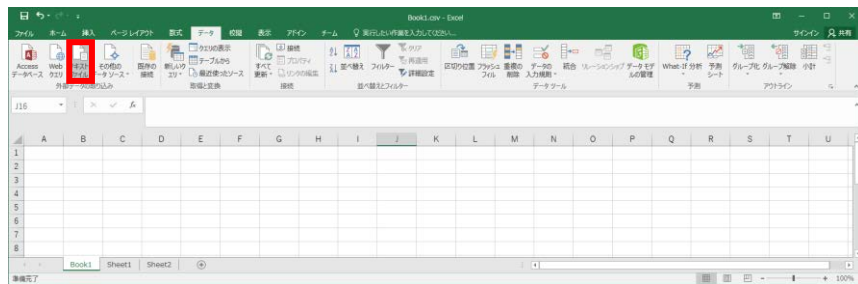 Book1.csv - Excel
ファイル ホーム 挿入 ページ レイアウト 数式 データ 校閲 表示 アドイン チーム 実行したい作業を入力してください... サインイン 共有
Access データベース Web クエリ テキスト ファイル その他の データ ソース 既存の 接続 新しいクエリ クエリの表示 テーブルから 最近使ったソース すべて 更新 接続 プロパティ リンクの編集 並べ替え フィルター クリア 再適用 詳細設定 区切り位置 フラッシュ フィル 重複の 削除 データの 入力規則 統合 リレーションシップ データ モデルの管理 What-If 分析 予測 シート グループ化 グループ解除 小計
外部データの取り込み 取得と変換 接続 並べ替えとフィルター データ ツール 予測 アウトライン
J16 fx
A B C D E F G H I J K L M N O P Q R S T U
1
2
3
4
5
6
7
8
Book1 Sheet1 Sheet2
準備完了 100%